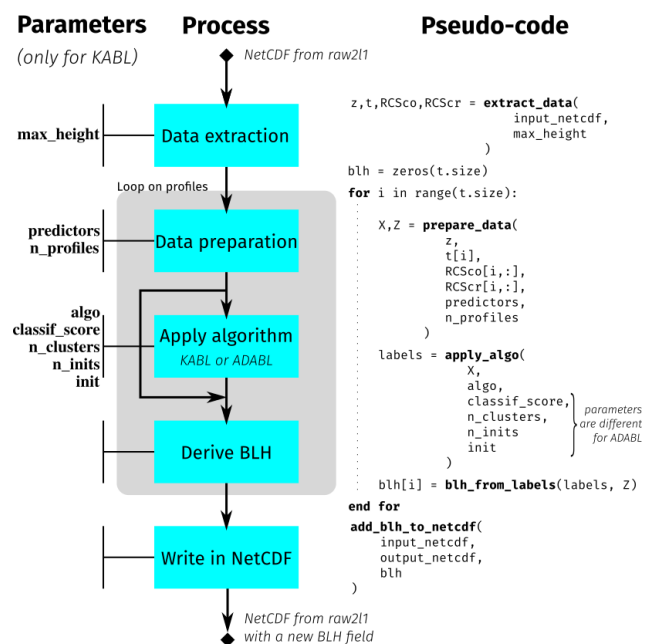 Parameters
(only for KABL)
Process
Pseudo-code
NetCDF from raw2l1
max_height
Data extraction
Loop on profiles
predictors
n_profiles
Data preparation
algo
classif_score
n_clusters
n_inits
init
Apply algorithm
KABL or ADABL
Derive BLH
Write in NetCDF
NetCDF from raw2l1
with a new BLH field
z,t,RCSco,RCScr = extract_data(
input_netcdf,
max_height
)
blh = zeros(t.size)
for i in range(t.size):
X,Z = prepare_data(
z,
t[i],
RCSco[i,:],
RCScr[i,:],
predictors,
n_profiles
)
labels = apply_algo(
X,
algo,
classif_score,
n_clusters,
n_inits
init
)
parameters
are different
for ADABL
blh[i] = blh_from_labels(labels, Z)
end for
add_blh_to_netcdf(
input_netcdf,
output_netcdf,
blh
)